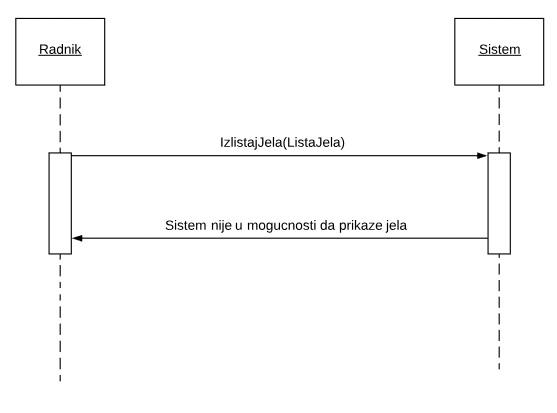 Radnik
Sistem
IzlistajJela(ListaJela)
Sistem nije u mogucnosti da prikaze jela